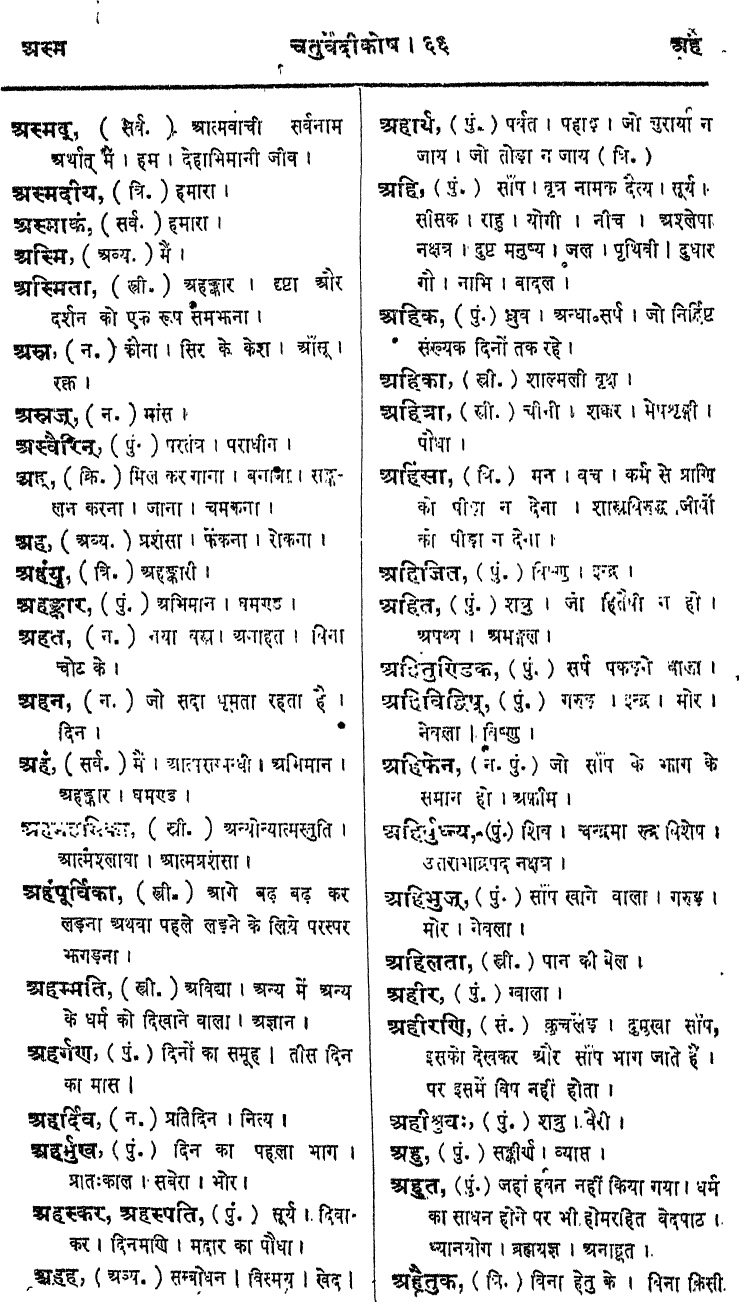 अस्म
चतुर्वेदीकोष। ६६
अहे
अस्मद्, ( सर्व. ) आत्मवाची सर्वनाम
अर्थात् मैं। हम। देहाभिमानी जीव।
अस्मदीय, ( त्रि. ) हमारा।
अस्माकं, ( सर्व. ) हमारा।
अस्मि, ( अव्य. ) मैं।
अस्मिता, ( स्त्री. ) अहङ्कार । दृष्टा और
दर्शन को एक रूप समझना।
अस्र, ( न. ) कौना। सिर के केश। आँसू।
रक्त।
अस्रज्, ( न. ) मांस।
अस्वैरिन्, ( पुं. ) परतंत्र। पराधीन।
अह्, ( क्रि. ) मिल कर गाना। बनाना। सङ्क-
लन करना। जाना। चमकना।
अह, ( अव्य. ) प्रशंसा। फेंकना। रोकना।
अहंयु, ( त्रि. ) अहङ्कारी।
अहङ्कार, ( पुं. ) अभिमान। घमण्ड।
अहत, ( न. ) नया वस्त्र। अनाहत। बिना
चोट के।
अहन, ( न. ) जो सदा घूमता रहता है।
दिन।
अहं, ( सर्व. ) मैं। आत्मसम्बन्धी। अभिमान।
अहङ्कार। घमण्ड।
अहमहमिका, ( स्त्री. ) अन्योन्यात्मस्तुति।
आत्मश्लाघा। आत्मप्रशंसा।
अहंपूर्विका, ( स्त्री. ) आगे बढ़ बढ़ कर
लड़ना अथवा पहले लड़ने के लिये परस्पर
झगड़ना।
अहम्मति, ( स्त्री. ) अविद्या। अन्य में अन्य
के धर्म को दिखाने वाला। अज्ञान।
अहर्गण, ( पुं. ) दिनों का समूह। तीस दिन
का मास।
अहर्दिव, ( न. ) प्रतिदिन। नित्य।
अहर्मुख, ( पुं. ) दिन का पहला भाग।
प्रातःकाल। सबेरा। भोर।
अहस्कर, अहस्पति, ( पुं. ) सूर्य। दिवा-
कर। दिनमणि। मदार का पौधा।
अहह, ( अव्य. ) सम्बोधन। विस्मय। खेद।
अहार्य, ( पुं. ) पर्वत। पहाड़। जो चुराया न
जाय। जो तोड़ा न जाय ( त्रि. )
अहि, ( पुं. ) साँप। वृत्र नामक दैत्य। सूर्य।
सीसक। राहु। योगी। नीच। अश्लेषा
नक्षत्र। दुष्ट मनुष्य। जल। पृथिवी। दुधार
गौ। नाभि। बादल।
अहिक, ( पुं. ) ध्रुव। अन्धा सर्प। जो निर्द्दिष्ट
संख्यक दिनों तक रहे।
अहिका, ( स्त्री. ) शाल्मली वृक्ष।
अहित्रा, ( स्त्री. ) चीनी। शकर। मेषशृङ्गी।
पौधा।
अहिंसा, ( त्रि. ) मन। वच। कर्म से प्राणि
को पीड़ा न देना। शास्त्रविरुद्ध जीवों
को पीड़ा न देना।
अहिजित, ( पुं. ) विष्णु। इन्द्र।
अहित, ( पुं. ) शत्रु। जो हितैषी न हो।
अपथ्य। अमङ्गल।
अहितुण्डिक, ( पुं. ) सर्प पकड़ने वाला।
अहिविद्विष्, ( पुं. ) गरुड़। इन्द्र। मोर।
नेवला। विष्णु।
अहिफेन, ( न. पुं. ) जो साँप के झाग के
समान हो। अफ़ीम।
अहिर्बुध्न्य, (पुं.) शिव। चन्द्रमा रुद्र विशेष।
उत्तराभाद्रपद नक्षत्र।
अहिभुज्, ( पुं. ) साँप खाने वाला। गरुड़।
मोर। नेवला।
अहिलता, ( स्त्री. ) पान की बेल।
अहीर, ( पुं. ) ग्वाला।
अहीरणि, ( सं. ) कुचलेंड़। दुमुखा साँप,
इसको देखकर और साँप भाग जाते हैं।
पर इसमें विष नहीं होता।
अहीश्रुवः, ( पुं. ) शत्रु। वैरी।
अहु, ( पुं. ) सङ्कीर्ण। व्याप्त।
अहुत, (पुं.) जहां हवन नहीं किया गया। धर्म
का साधन होने पर भी होमरहित वेदपाठ।
ध्यानयोग। ब्रह्मयज्ञ। अनाहूत।
अहैतुक, ( त्रि. ) बिना हेतु के। बिना किसी